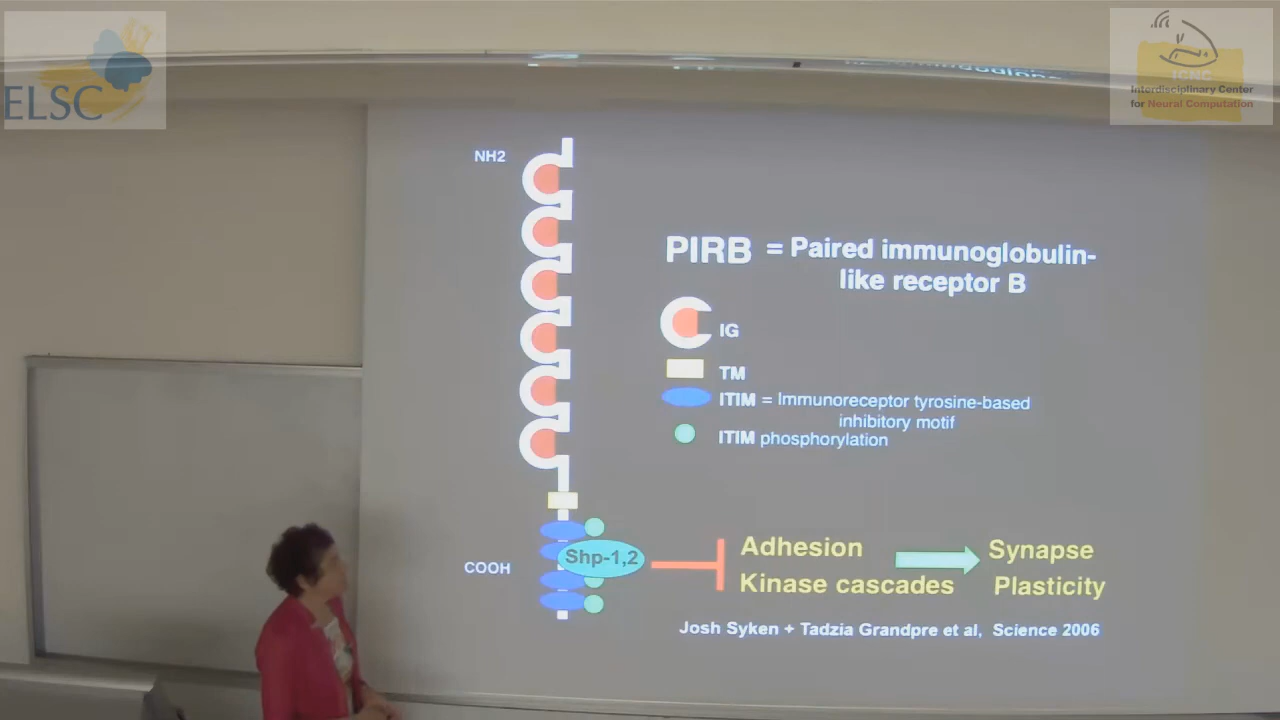 ELSC
ICNC
Interdisciplinary Center
for Neural Computation
NH2
PIRB = Paired immunoglobulin-
like receptor B
IG
TM
ITIM = Immunoreceptor tyrosine-based
inhibitory motif
ITIM phosphorylation
COOH
Shp-1,2
Adhesion
Kinase cascades
Synapse
Plasticity
Josh Syken + Tadzia Grandpre et al, Science 2006